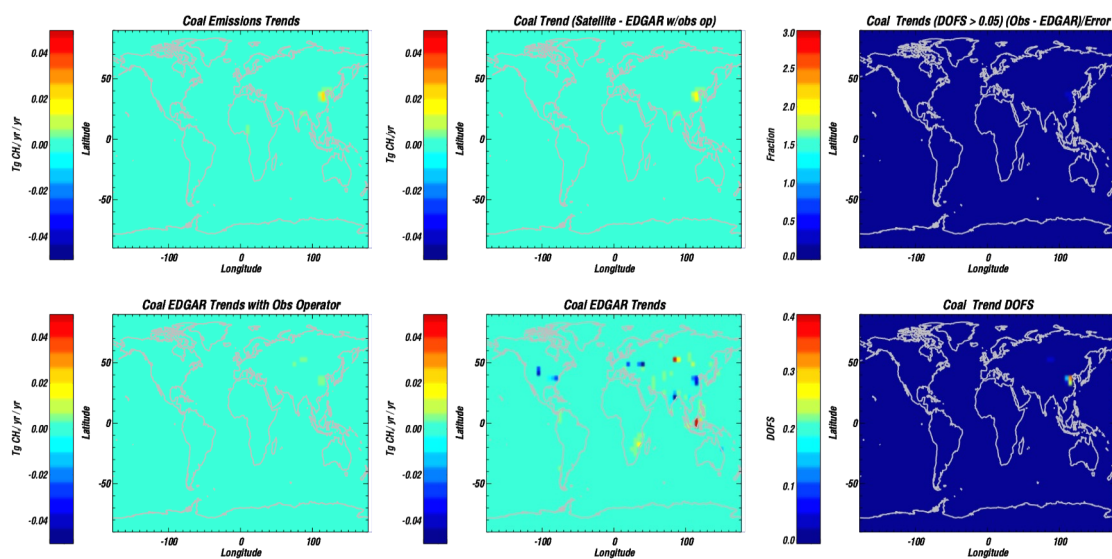 Coal Emissions Trends
Tg CH/ yr / yr
0.04
0.02
0.00
-0.02
-0.04
Latitude
50
0
-50
-100
0
100
Longitude
Coal Trend (Satellite - EDGAR w/obs op)
Tg CH/yr
0.04
0.02
0.00
-0.02
-0.04
Latitude
50
0
-50
-100
0
100
Longitude
Coal Trends (DOFS > 0.05) (Obs - EDGAR)/Error
Fraction
3.0
2.5
2.0
1.5
1.0
0.5
0.0
Latitude
50
0
-50
-100
0
100
Longitude
Coal EDGAR Trends with Obs Operator
Tg CH/ yr / yr
0.04
0.02
0.00
-0.02
-0.04
Latitude
50
0
-50
-100
0
100
Longitude
Coal EDGAR Trends
Tg CH/ yr / yr
0.04
0.02
0.00
-0.02
-0.04
Latitude
50
0
-50
-100
0
100
Longitude
Coal Trend DOFS
DOFS
0.4
0.3
0.2
0.1
0.0
Latitude
50
0
-50
-100
0
100
Longitude